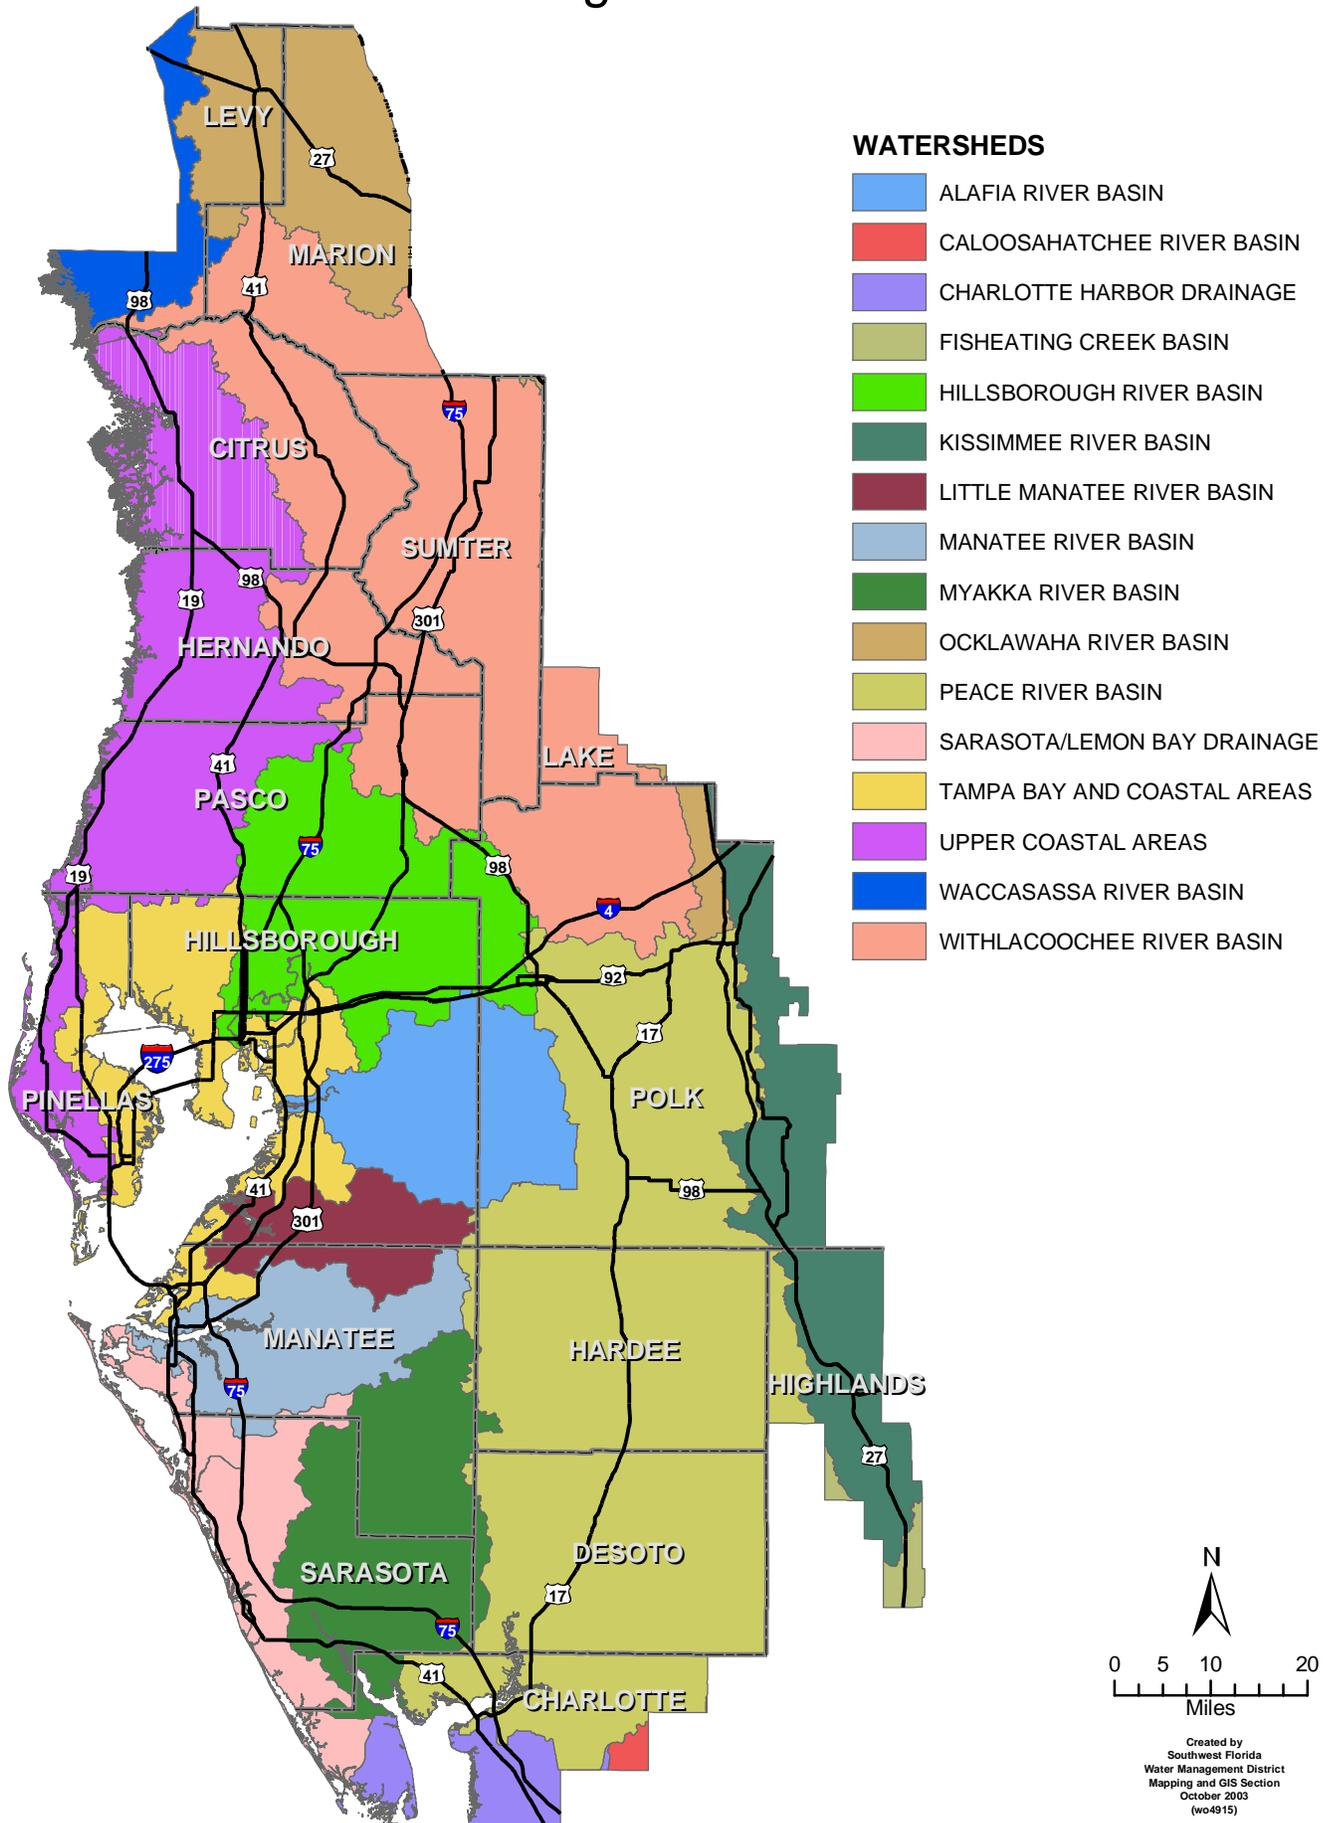 g
LEVY
27
MARION
41
98
75
CITRUS
SUMTER
98
19
301
HERNANDO
LAKE
41
PASCO
75
98
19
4
HILLSBOROUGH
92
17
275
PINELLAS
POLK
41
98
301
MANATEE
HARDEE
75
HIGHLANDS
27
DESOTO
SARASOTA
17
75
41
CHARLOTTE
WATERSHEDS
ALAFIA RIVER BASIN
CALOOSAHATCHEE RIVER BASIN
CHARLOTTE HARBOR DRAINAGE
FISHEATING CREEK BASIN
HILLSBOROUGH RIVER BASIN
KISSIMMEE RIVER BASIN
LITTLE MANATEE RIVER BASIN
MANATEE RIVER BASIN
MYAKKA RIVER BASIN
OCKLAWAHA RIVER BASIN
PEACE RIVER BASIN
SARASOTA/LEMON BAY DRAINAGE
TAMPA BAY AND COASTAL AREAS
UPPER COASTAL AREAS
WACCASASSA RIVER BASIN
WITHLACOOCHEE RIVER BASIN
N
0 5 10 20
Miles
Created by
Southwest Florida
Water Management District
Mapping and GIS Section
October 2003
(wo4915)